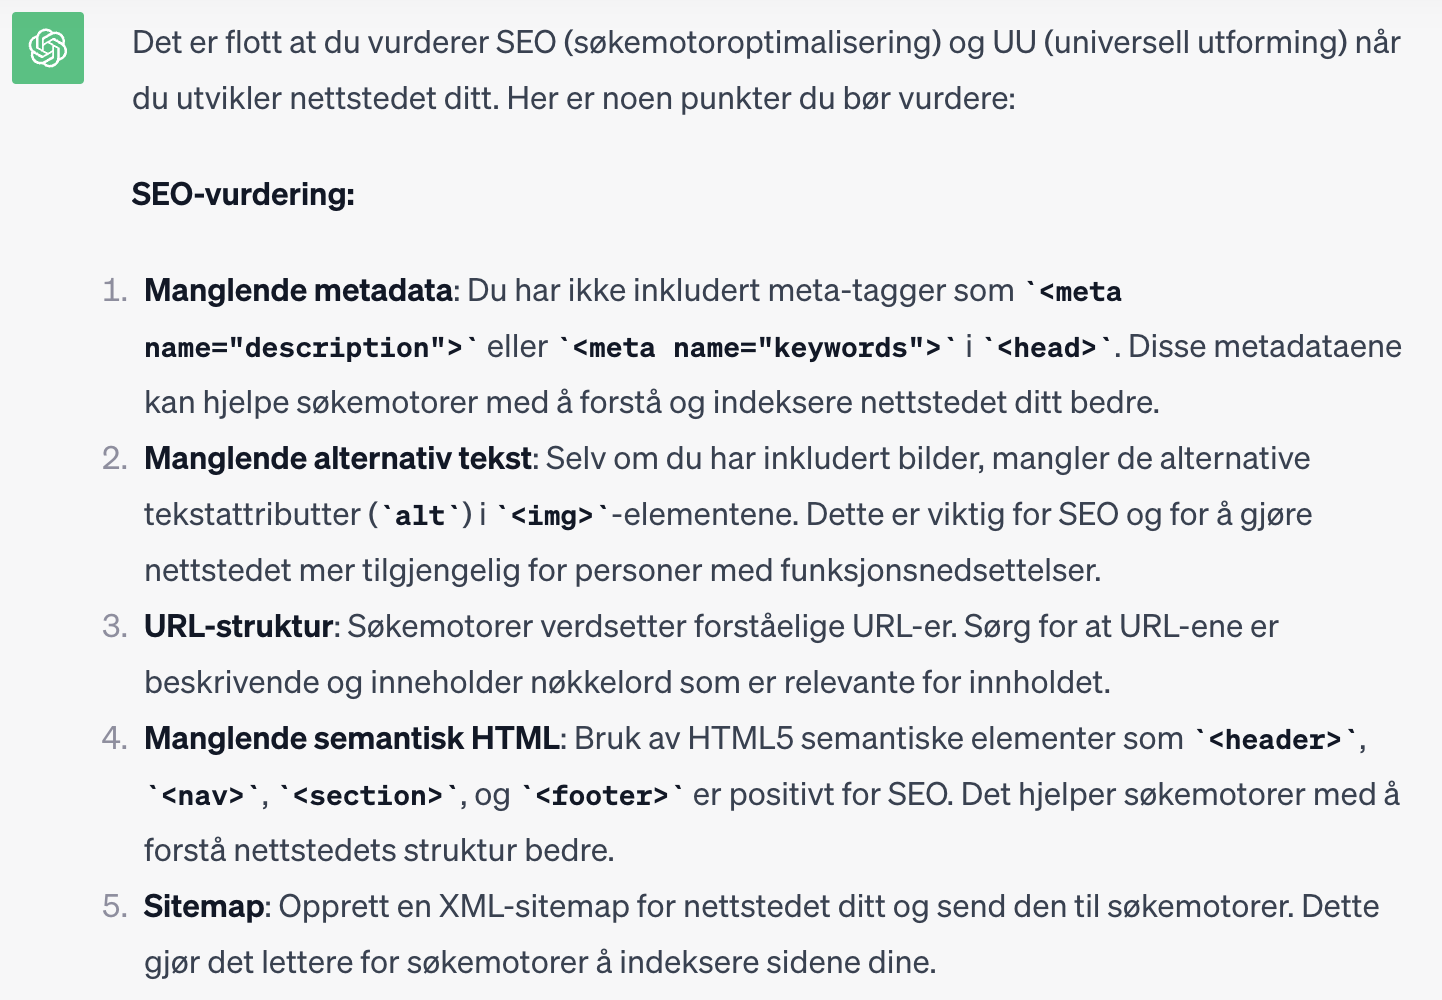 Det er flott at du vurderer SEO (søkemotoroptimalisering) og UU (universell utforming) når
du utvikler nettstedet ditt. Her er noen punkter du bør vurdere:
SEO-vurdering:
1. Manglende metadata: Du har ikke inkludert meta-tagger som `<meta
name="description">` eller `<meta name="keywords">` i `<head>`. Disse metadataene
kan hjelpe søkemotorer med å forstå og indeksere nettstedet ditt bedre.
2. Manglende alternativ tekst: Selv om du har inkludert bilder, mangler de alternative
tekstattributter (`alt`) i `<img>`-elementene. Dette er viktig for SEO og for å gjøre
nettstedet mer tilgjengelig for personer med funksjonsnedsettelser.
3. URL-struktur: Søkemotorer verdsetter forståelige URL-er. Sørg for at URL-ene er
beskrivende og inneholder nøkkelord som er relevante for innholdet.
4. Manglende semantisk HTML: Bruk av HTML5 semantiske elementer som `<header>`,
`<nav>`, `<section>`, og `<footer>` er positivt for SEO. Det hjelper søkemotorer med å
forstå nettstedets struktur bedre.
5. Sitemap: Opprett en XML-sitemap for nettstedet ditt og send den til søkemotorer. Dette
gjør det lettere for søkemotorer å indeksere sidene dine.